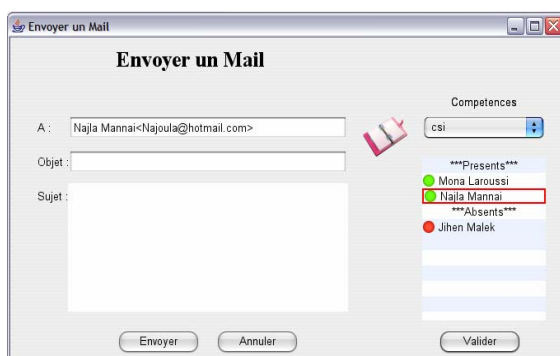 Envoyer un Mail
Envoyer un Mail
Competences
A : Najla Mannai<Najoula@hotmail.com>
csi
Objet :
***Presents***
Mona Laroussi
Sujet :
Najla Mannai
***Absents***
Jihen Malek
Envoyer Annuler Valider